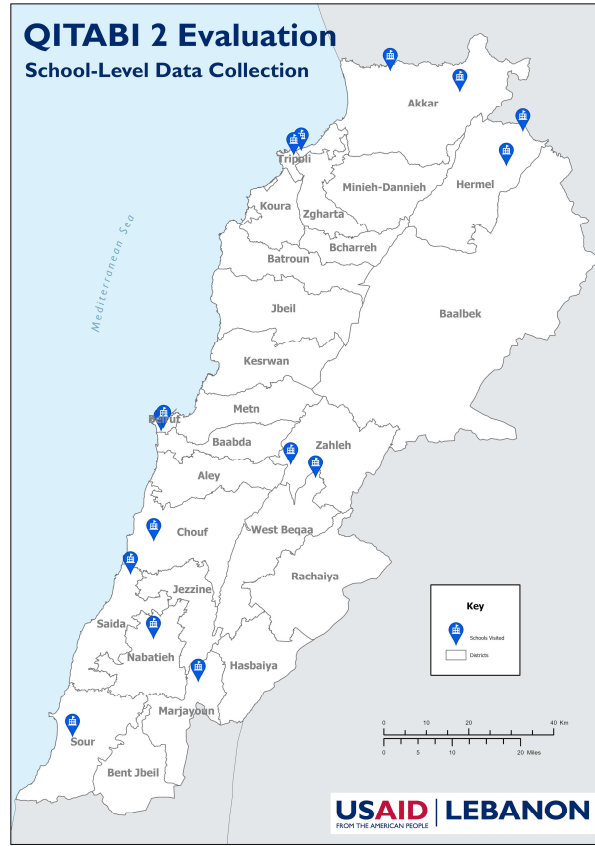 QITABI 2 Evaluation
School-Level Data Collection
Akkar
Tripoli
Minieh-Dannieh
Hermel
Koura
Zgharta
Bcharreh
Batroun
Mediterranean Sea
Jbeil
Baalbek
Kesrwan
Metn
Beirut
Baabda
Zahleh
Aley
Chouf
West Beqaa
Rachaiya
Jezzine
Saida
Nabatieh
Hasbaiya
Marjayoun
Sour
Bent Jbeil
Key
Schools Visited
Districts
0 10 20 40 Km
0 5 10 20 Miles
USAID | LEBANON
FROM THE AMERICAN PEOPLE